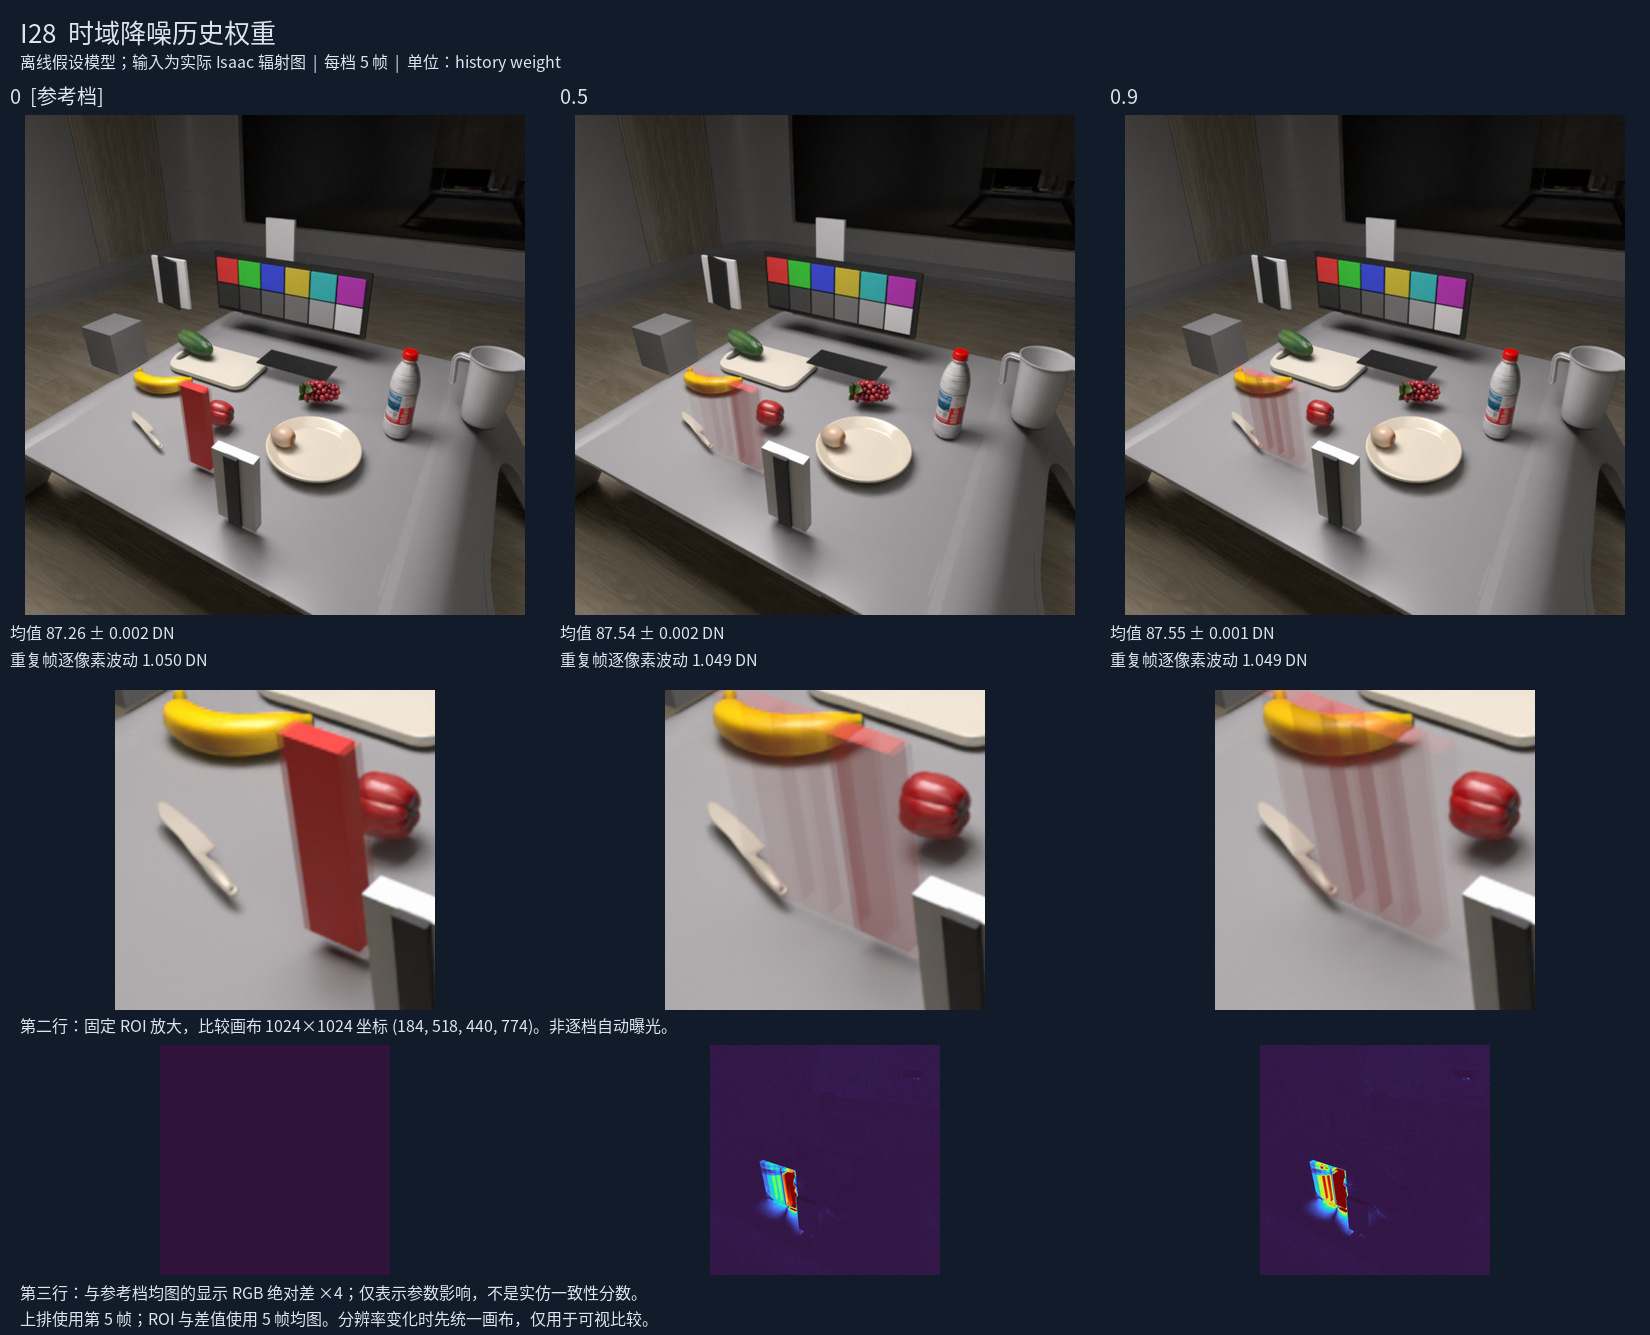 I28 时域降噪历史权重
离线假设模型；输入为实际 Isaac 辐射图 | 每档 5 帧 | 单位：history weight
0 [参考档]
0.5
0.9
均值 87.26 ± 0.002 DN
重复帧逐像素波动 1.050 DN
均值 87.54 ± 0.002 DN
重复帧逐像素波动 1.049 DN
均值 87.55 ± 0.001 DN
重复帧逐像素波动 1.049 DN
第二行：固定 ROI 放大，比较画布 1024×1024 坐标 (184, 518, 440, 774)。非逐档自动曝光。
第三行：与参考档均图的显示 RGB 绝对差 ×4；仅表示参数影响，不是实仿一致性分数。
上排使用第 5 帧；ROI 与差值使用 5 帧均图。分辨率变化时先统一画布，仅用于可视比较。